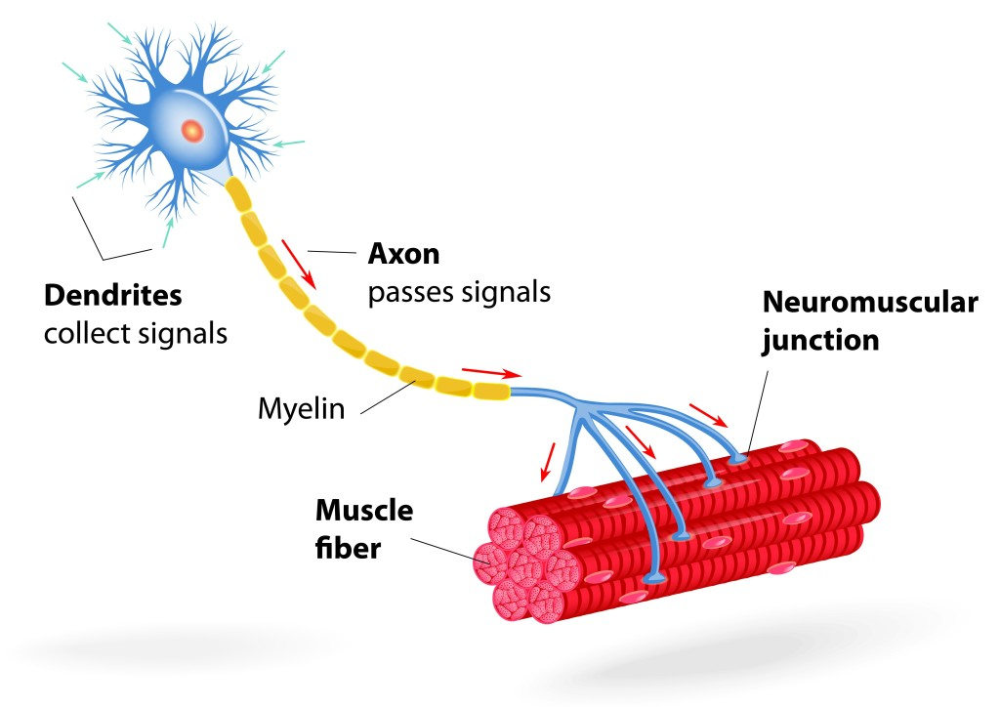 Axon
passes signals
Dendrites
collect signals
Neuromuscular
junction
Myelin
Muscle
fiber